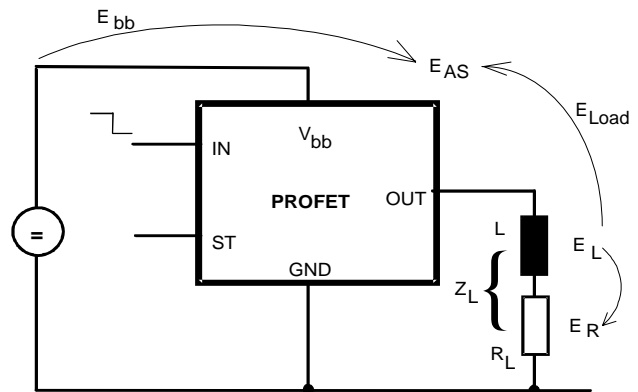 E bb
E AS
E Load
IN
V bb
PROFET
OUT
L
E L
=
ST
GND
Z L
{
E R
R L